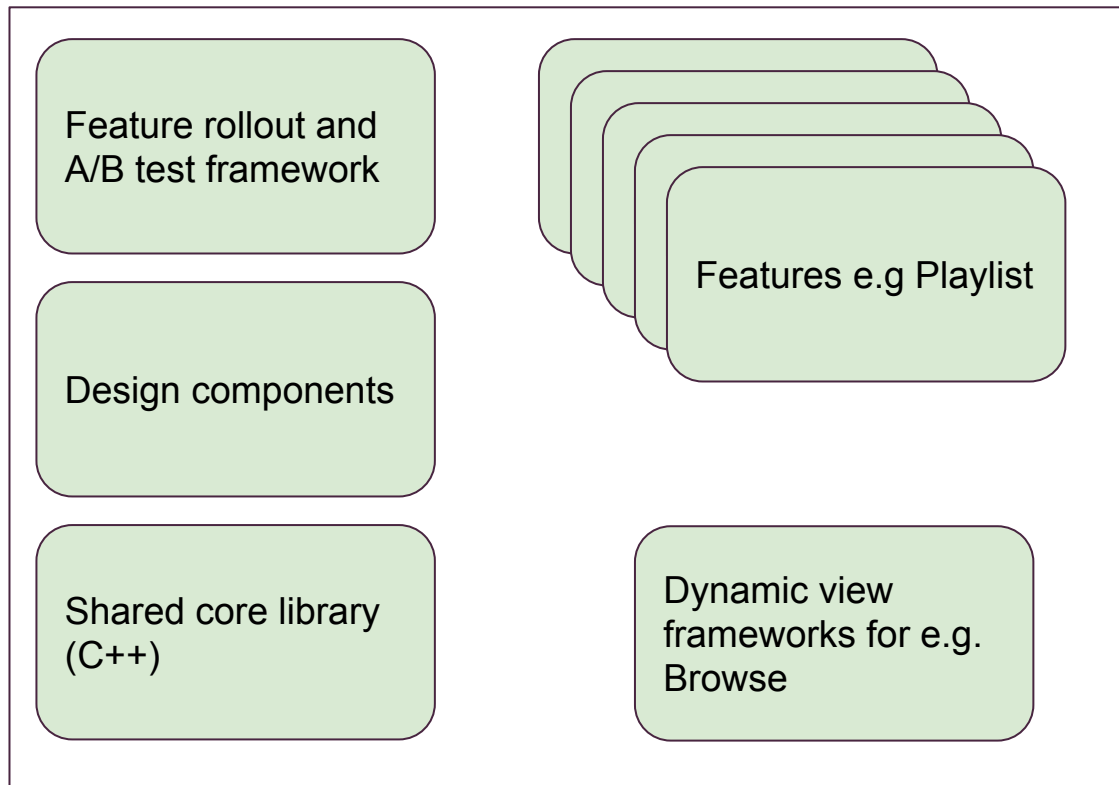 Feature rollout and
A/B test framework
Features e.g Playlist
Design components
Shared core library
(C++)
Dynamic view
frameworks for e.g.
Browse